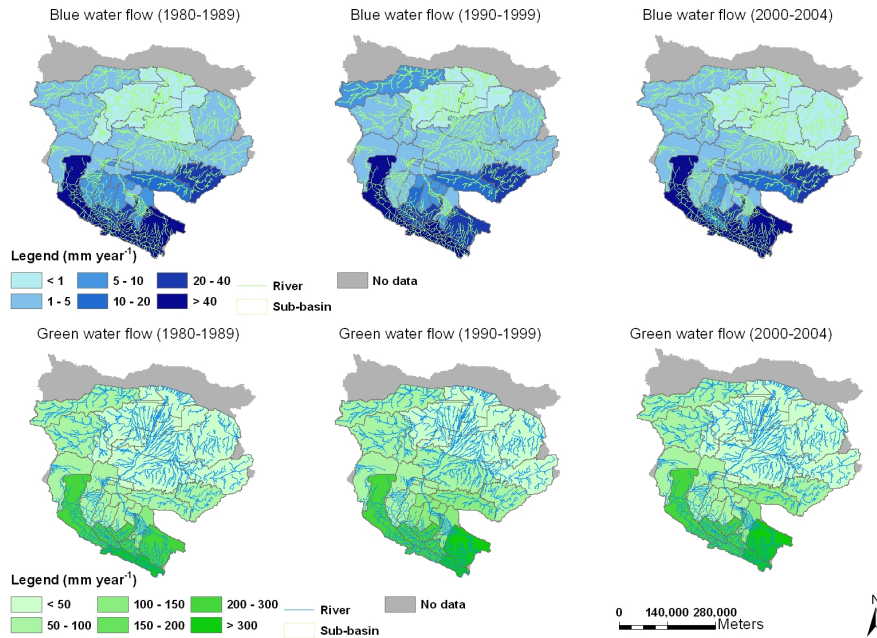 Blue water flow (1980-1989)
Blue water flow (1990-1999)
Blue water flow (2000-2004)
Legend (mm year-1)
< 1
5 - 10
20 - 40
River
No data
1 - 5
10 - 20
> 40
Sub-basin
Green water flow (1980-1989)
Green water flow (1990-1999)
Green water flow (2000-2004)
Legend (mm year-1)
< 50
100 - 150
200 - 300
River
No data
50 - 100
150 - 200
> 300
Sub-basin
0 140,000 280,000
Meters
N